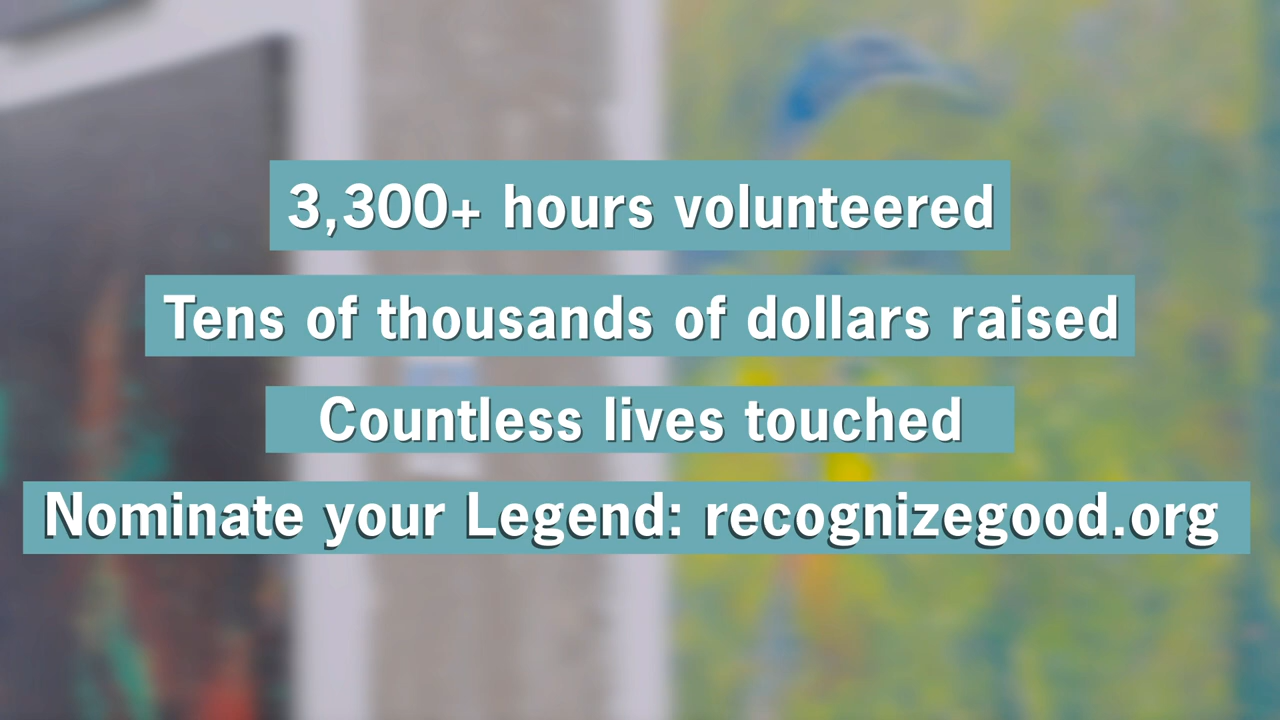 3,300+ hours volunteered
Tens of thousands of dollars raised
Countless lives touched
Nominate your Legend: recognizegood.org